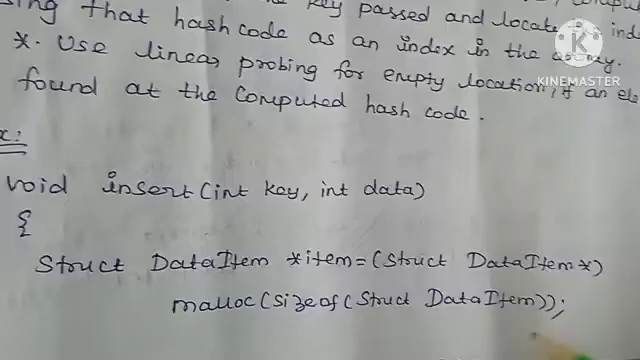 sing that hash code as an index in the array.
key passed and locate
*. Use linear probing for empty location, if an ele
found at the computed hash code.
x:
void insert(int key, int data)
{
Struct DataItem *item=(Struct DataItem*)
malloc(sizeof(Struct DataItem));
KINEMASTER